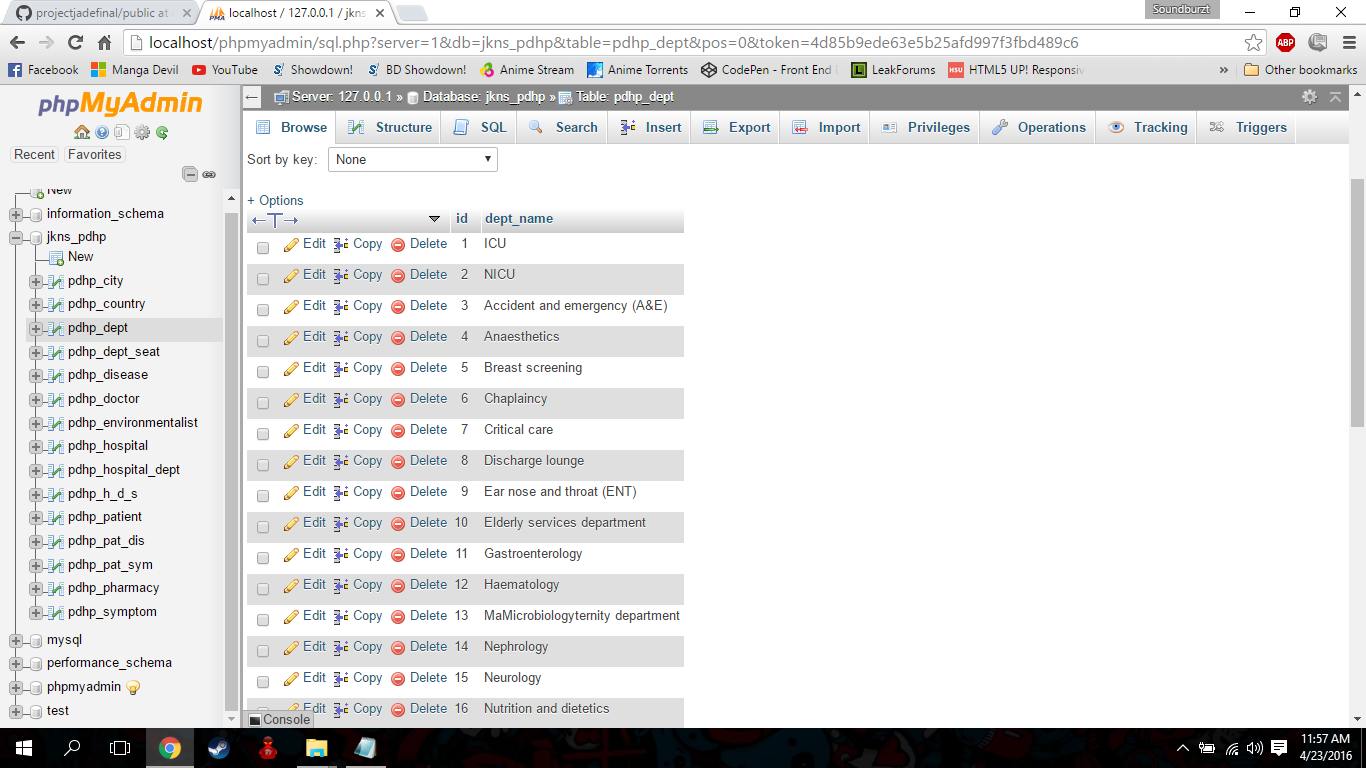 projectjadefinal/public at
localhost / 127.0.0.1 / jkns
Soundburzt
localhost/phpmyadmin/sql.php?server=1&db=jkns_pdhp&table=pdhp_dept&pos=0&token=4d85b9ede63e5b25afd997f3fbd489c6
ABP
Facebook Manga Devil YouTube Showdown! BD Showdown! Anime Stream Anime Torrents CodePen - Front End LeakForums HTML5 UP! Responsiv » Other bookmarks
phpMyAdmin
Recent Favorites
New
information_schema
jkns_pdhp
New
pdhp_city
pdhp_country
pdhp_dept
pdhp_dept_seat
pdhp_disease
pdhp_doctor
pdhp_environmentalist
pdhp_hospital
pdhp_hospital_dept
pdhp_h_d_s
pdhp_patient
pdhp_pat_dis
pdhp_pat_sym
pdhp_pharmacy
pdhp_symptom
mysql
performance_schema
phpmyadmin
test
Server: 127.0.0.1 » Database: jkns_pdhp » Table: pdhp_dept
Browse Structure SQL Search Insert Export Import Privileges Operations Tracking Triggers
Sort by key: None
+ Options
id dept_name
Edit Copy Delete 1 ICU
Edit Copy Delete 2 NICU
Edit Copy Delete 3 Accident and emergency (A&E)
Edit Copy Delete 4 Anaesthetics
Edit Copy Delete 5 Breast screening
Edit Copy Delete 6 Chaplaincy
Edit Copy Delete 7 Critical care
Edit Copy Delete 8 Discharge lounge
Edit Copy Delete 9 Ear nose and throat (ENT)
Edit Copy Delete 10 Elderly services department
Edit Copy Delete 11 Gastroenterology
Edit Copy Delete 12 Haematology
Edit Copy Delete 13 MaMicrobiologyternity department
Edit Copy Delete 14 Nephrology
Edit Copy Delete 15 Neurology
Edit Copy Delete 16 Nutrition and dietetics
Console
11:57 AM
4/23/2016